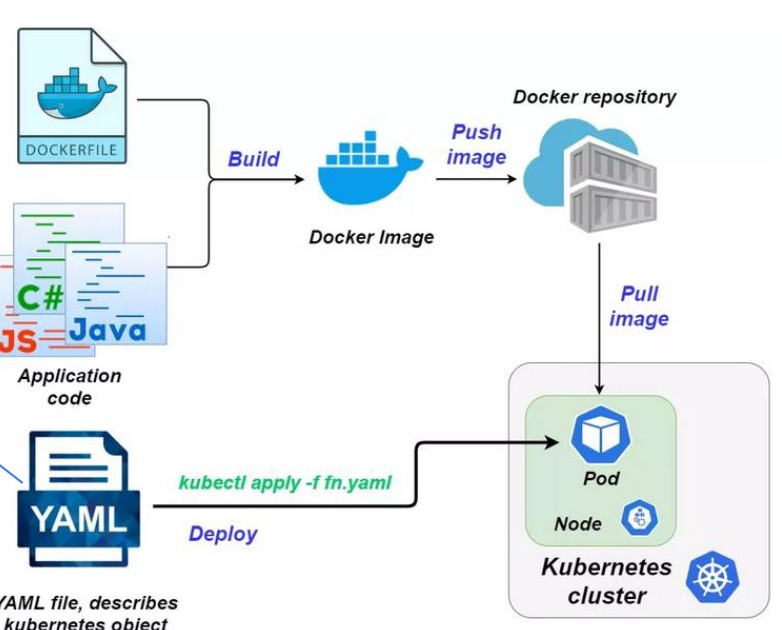 DOCKERFILE
Build
Docker Image
Push
image
Docker repository
Pull
image
C#
JS
Java
Application
code
YAML
kubectl apply -f fn.yaml
Deploy
YAML file, describes
kubernetes object
Pod
Node
Kubernetes
cluster